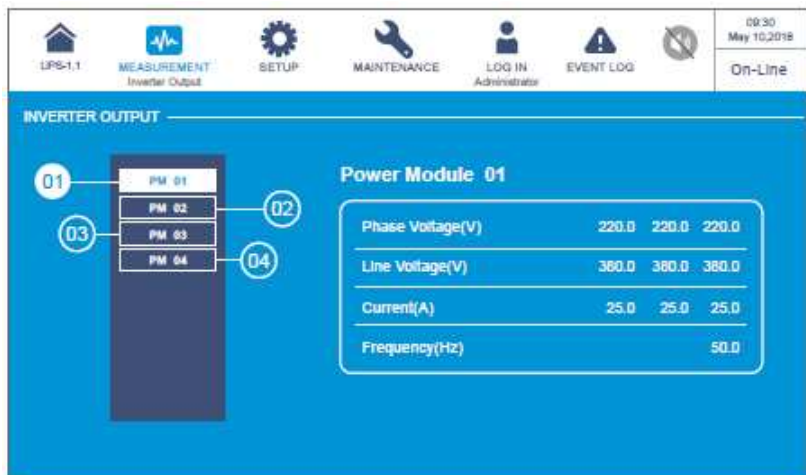 09:30
May 10,2018
UPS-1.1
MEASUREMENT
Inverter Output
SETUP
MAINTENANCE
LOG IN
Administrator
EVENT LOG
On-Line
INVERTER OUTPUT
01
PM 01
PM 02
02
03
PM 03
PM 04
04
Power Module 01
Phase Voltage(V) 220.0 220.0 220.0
Line Voltage(V) 380.0 380.0 380.0
Current(A) 25.0 25.0 25.0
Frequency(Hz) 50.0